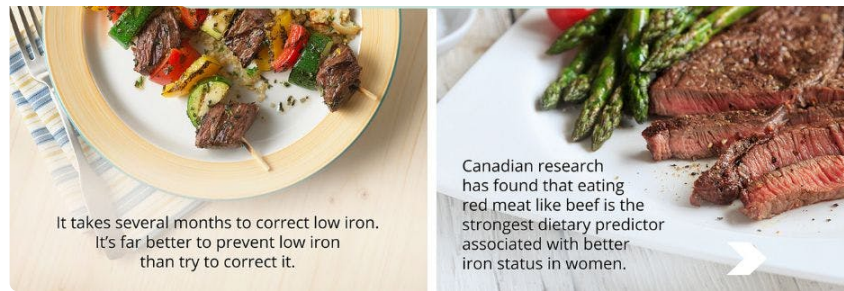 It takes several months to correct low iron.
It's far better to prevent low iron
than try to correct it.
Canadian research
has found that eating
red meat like beef is the
strongest dietary predictor
associated with better
iron status in women.